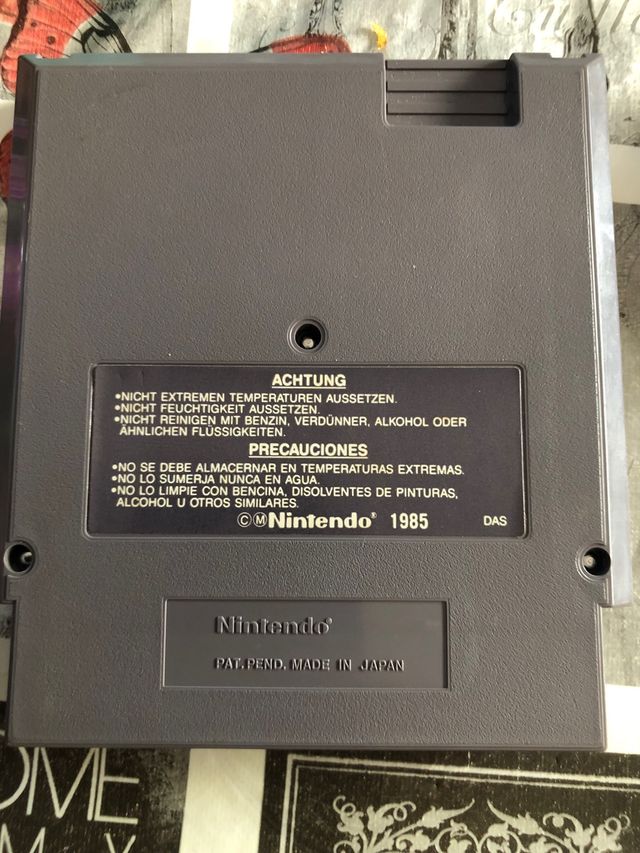 ACHTUNG
•NICHT EXTREMEN TEMPERATUREN AUSSETZEN.
•NICHT FEUCHTIGKEIT AUSSETZEN.
•NICHT REINIGEN MIT BENZIN, VERDÜNNER, ALKOHOL ODER
ÄHNLICHEN FLÜSSIGKEITEN.
PRECAUCIONES
•NO SE DEBE ALMACERNAR EN TEMPERATURAS EXTREMAS.
•NO LO SUMERJA NUNCA EN AGUA.
•NO LO LIMPIE CON BENCINA, DISOLVENTES DE PINTURAS,
ALCOHOL U OTROS SIMILARES.
©Ⓜ Nintendo® 1985 DAS
Nintendo®
PAT. PEND. MADE IN JAPAN
OME